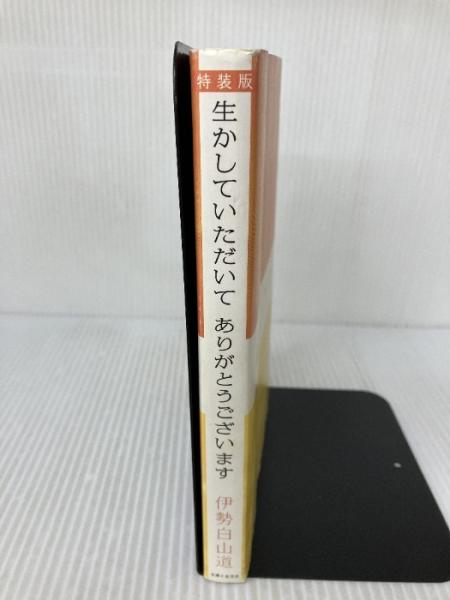 特装版
生かしていただいて ありがとうございます
伊勢白山道